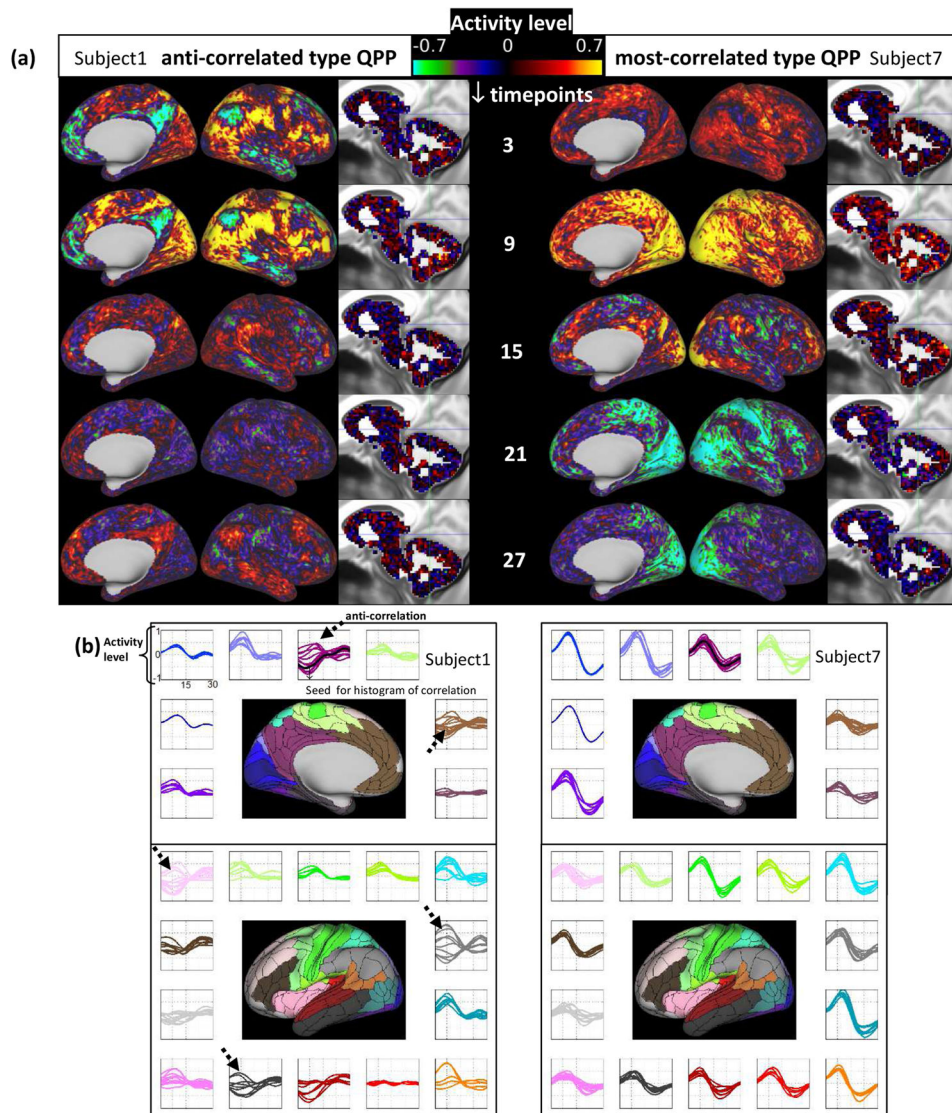 Activity level
-0.7 0 0.7
(a) Subject1 anti-correlated type QPP most-correlated type QPP Subject7
↓ timepoints
3
9
15
21
27
(b) Activity level
1
0
-1
15 30
anti-correlation
Subject1
Seed for histogram of correlation
Subject7